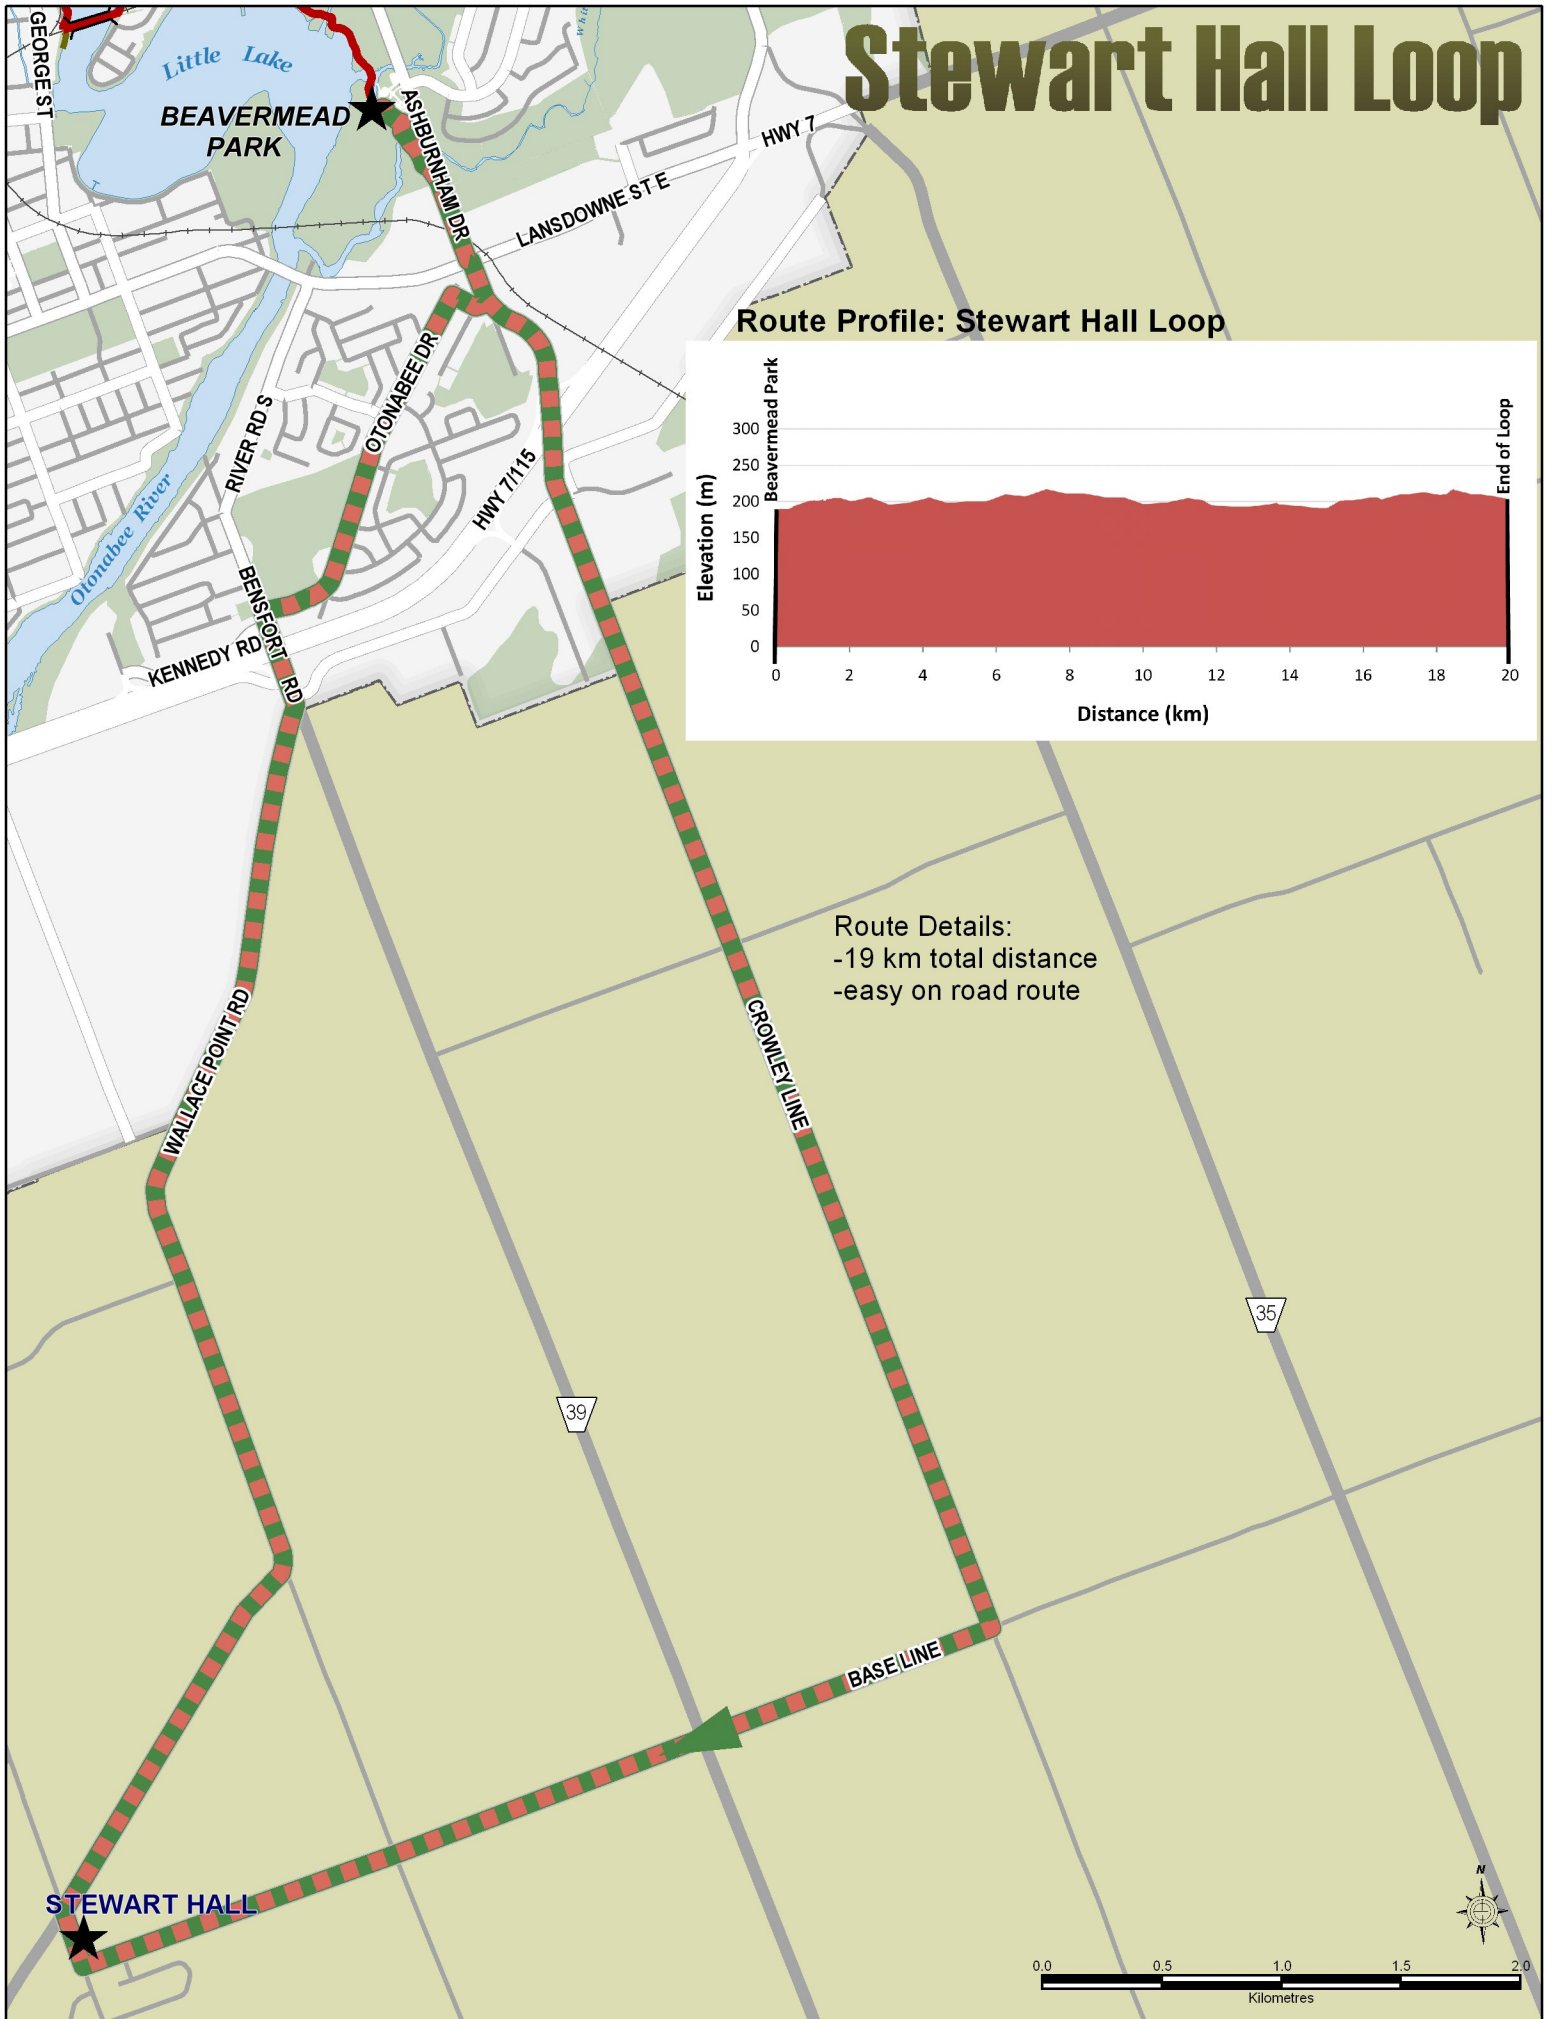 Stewart Hall Loop
GEORGE ST
Little Lake
BEAVERMEAD
PARK
ASHBURNHAM DR
HWY 7
LANSDOWNE ST E
Route Profile: Stewart Hall Loop
Beavermead Park
End of Loop
Elevation (m)
300
250
200
150
100
50
0
0 2 4 6 8 10 12 14 16 18 20
Distance (km)
OTONABEE DR
RIVER RD S
HWY 7/115
Otonabee River
BENSFORT RD
KENNEDY RD
Route Details:
-19 km total distance
-easy on road route
WALLACE POINT RD
CROWLEY LINE
35
39
BASE LINE
STEWART HALL
N
0.0 0.5 1.0 1.5 2.0
Kilometres